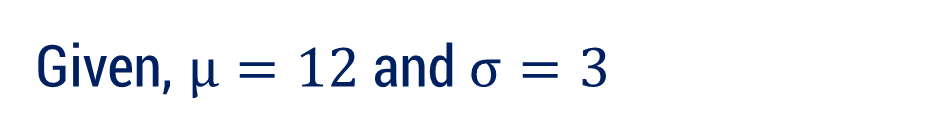 Given, μ = 12 and σ = 3